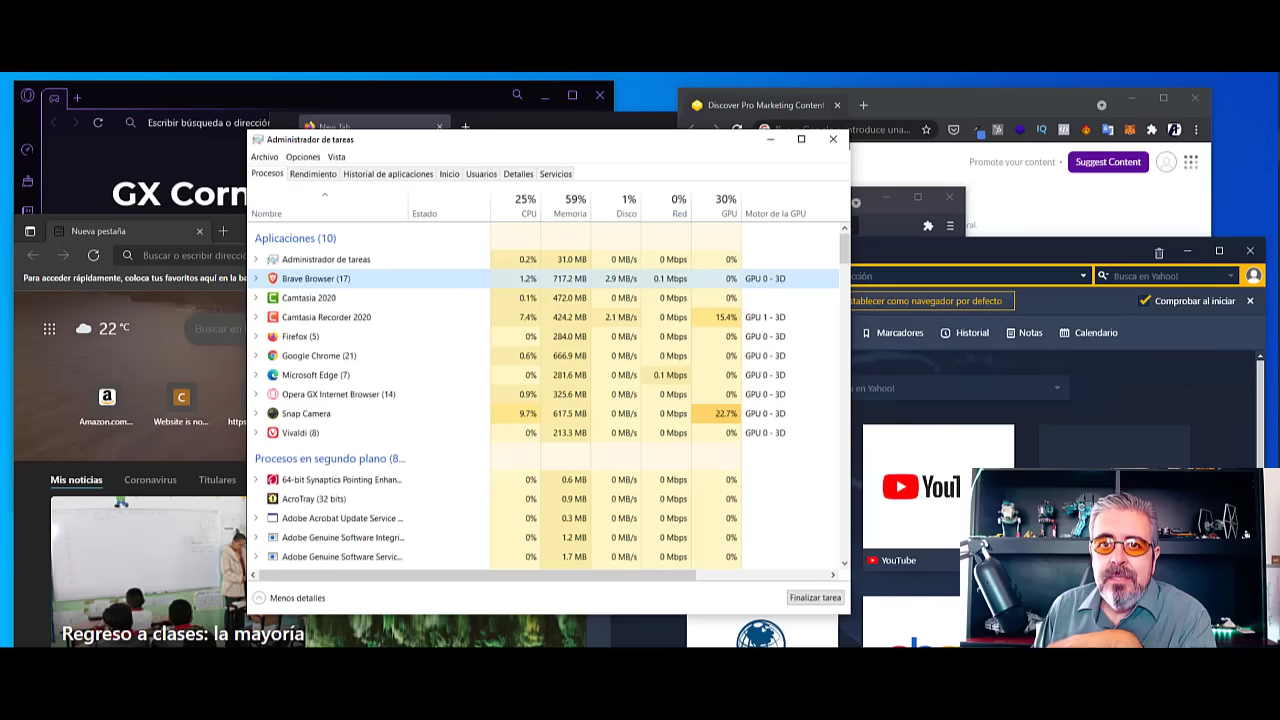 Escribir búsqueda o direcció
GX Corn
New Tab
Discover Pro Marketing Content
introduce una...
Promote your content
Suggest Content
Nueva pestaña
Buscar o escribir direcció
Para acceder rápidamente, coloca tus favoritos aquí en la ba
22 °C
Buscar en
Amazon.com...
C
Website is no...
https
Mis noticias
Coronavirus
Titulares
Regreso a clases: la mayoría
Administrador de tareas
Archivo Opciones Vista
Procesos Rendimiento Historial de aplicaciones Inicio Usuarios Detalles Servicios
25% 59% 1% 0% 30%
Nombre Estado CPU Memoria Disco Red GPU Motor de la GPU
Aplicaciones (10)
Administrador de tareas 0.2% 31.0 MB 0 MB/s 0 Mbps 0%
Brave Browser (17) 1.2% 717.2 MB 2.9 MB/s 0.1 Mbps 0% GPU 0 - 3D
Camtasia 2020 0.1% 472.0 MB 0 MB/s 0 Mbps 0%
Camtasia Recorder 2020 7.4% 424.2 MB 2.1 MB/s 0 Mbps 15.4% GPU 1 - 3D
Firefox (5) 0% 284.0 MB 0 MB/s 0 Mbps 0% GPU 0 - 3D
Google Chrome (21) 0.6% 666.9 MB 0 MB/s 0 Mbps 0% GPU 0 - 3D
Microsoft Edge (7) 0% 281.6 MB 0 MB/s 0.1 Mbps 0% GPU 0 - 3D
Opera GX Internet Browser (14) 0.9% 325.6 MB 0 MB/s 0 Mbps 0% GPU 0 - 3D
Snap Camera 9.7% 617.5 MB 0 MB/s 0 Mbps 22.7% GPU 0 - 3D
Vivaldi (8) 0% 213.3 MB 0 MB/s 0 Mbps 0% GPU 0 - 3D
Procesos en segundo plano (8...
64-bit Synaptics Pointing Enhan... 0% 0.6 MB 0 MB/s 0 Mbps 0%
AcroTray (32 bits) 0% 0.9 MB 0 MB/s 0 Mbps 0%
Adobe Acrobat Update Service ... 0% 0.3 MB 0 MB/s 0 Mbps 0%
Adobe Genuine Software Integri... 0% 1.2 MB 0 MB/s 0 Mbps 0%
Adobe Genuine Software Servic... 0% 1.7 MB 0 MB/s 0 Mbps 0%
Menos detalles
Finalizar tarea
ral.
cción
Busca en Yahoo!
establecer como navegador por defecto
Comprobar al iniciar
Marcadores Historial Notas Calendario
en Yahoo!
YouT
YouTube